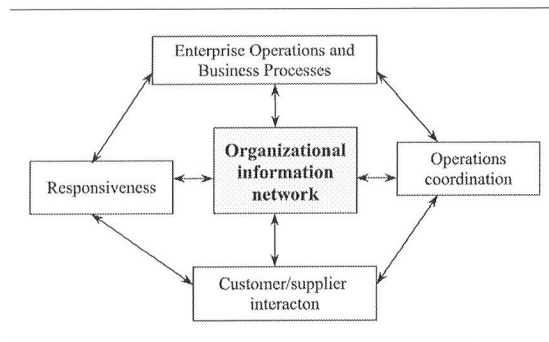 Enterprise Operations and
Business Processes
Organizational
information
network
Responsiveness
Operations
coordination
Customer/supplier
interacton